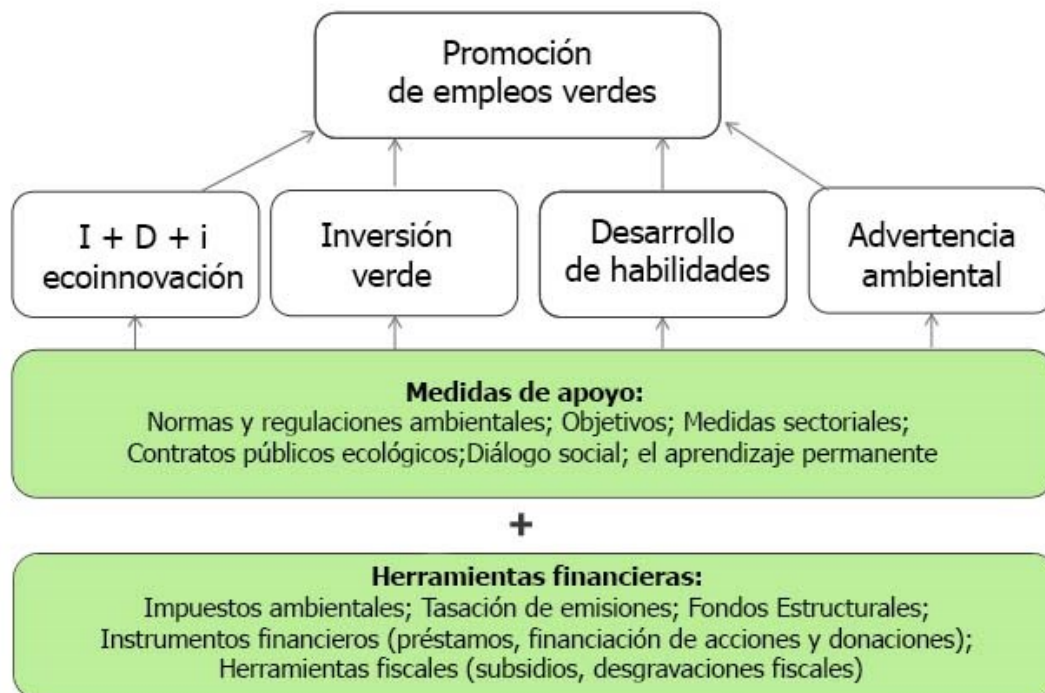 Promoción
de empleos verdes
I + D + i
ecoinnovación
Inversión
verde
Desarrollo
de habilidades
Advertencia
ambiental
Medidas de apoyo:
Normas y regulaciones ambientales; Objetivos; Medidas sectoriales;
Contratos públicos ecológicos;Diálogo social; el aprendizaje permanente
+
Herramientas financieras:
Impuestos ambientales; Tasación de emisiones; Fondos Estructurales;
Instrumentos financieros (préstamos, financiación de acciones y donaciones);
Herramientas fiscales (subsidios, desgravaciones fiscales)